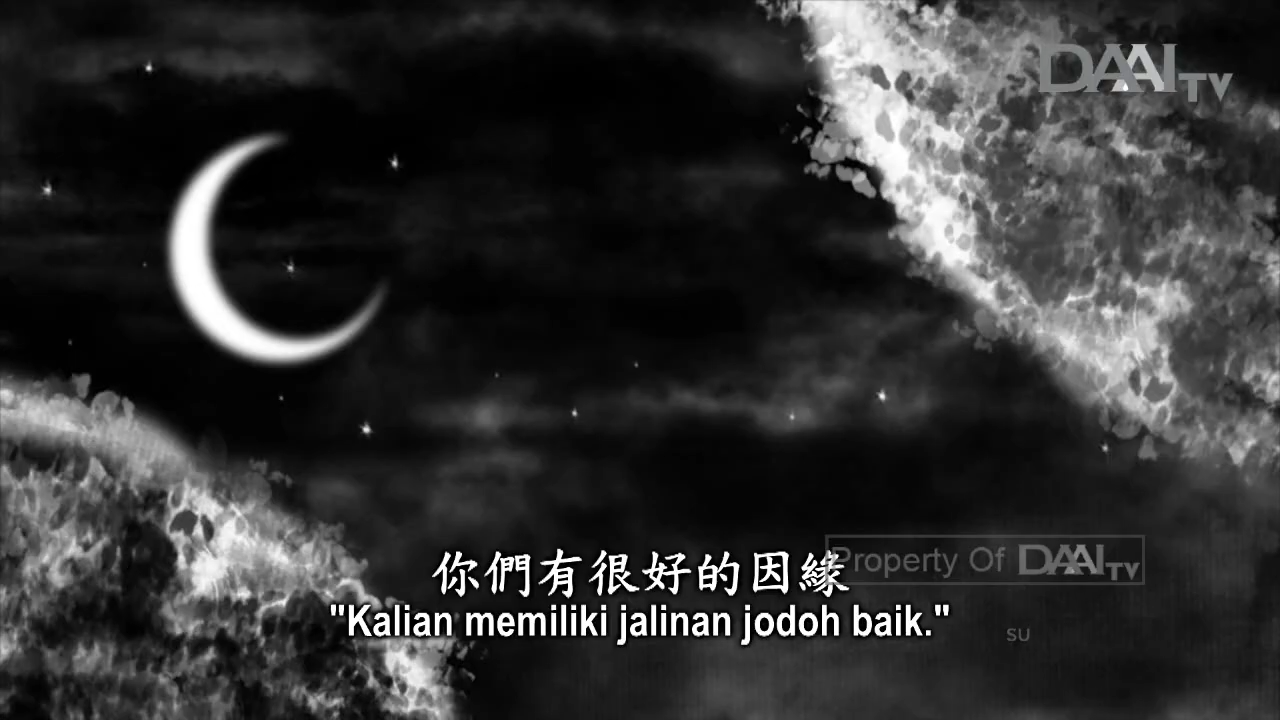 DAAI TV
Property Of DAAI TV
你們有很好的因緣
"Kalian memiliki jalinan jodoh baik."
SU